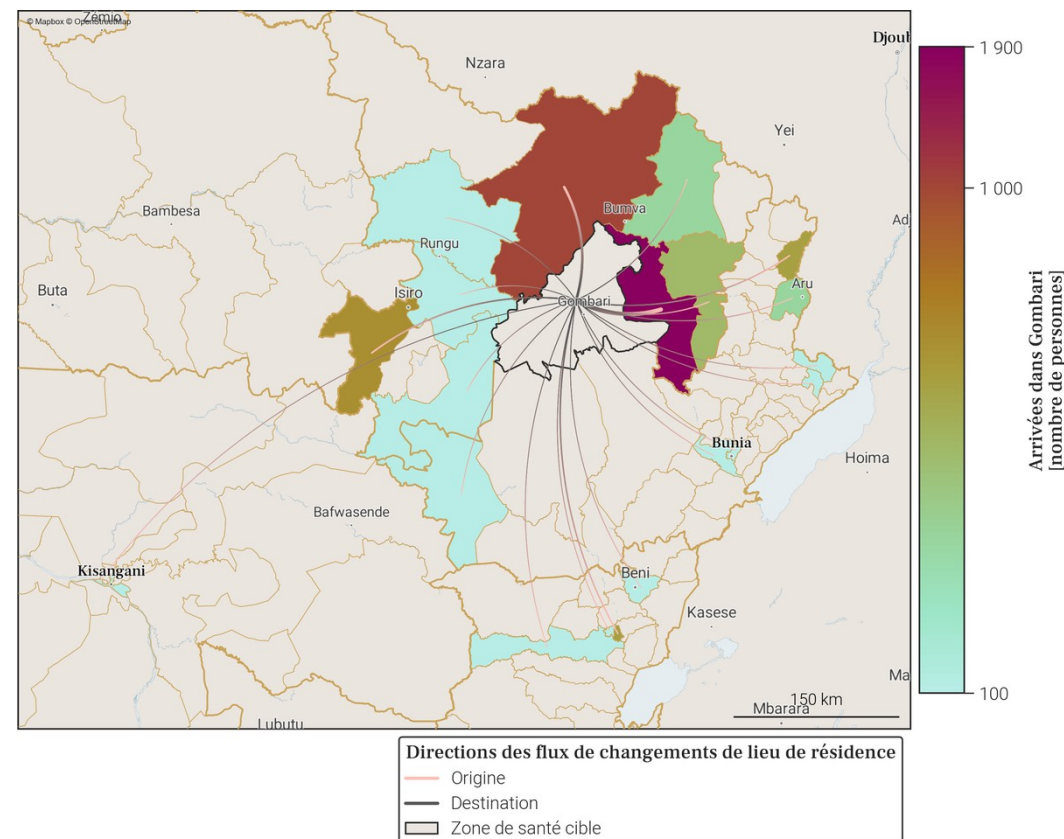 © Mapbox © OpenStreetMap
Zémio
Djoub
Nzara
Yei
Bambesa
Bumva
Ad
Rungu
Buta
Isiro
Gombari
Aru
Bunia
Hoima
Bafwasende
Kisangani
Beni
Kasese
Ma
150 km
Mbarara
Lubutu
1 900
1 000
100
Arrivées dans Gombari
[nombre de personnes]
Directions des flux de changements de lieu de résidence
Origine
Destination
Zone de santé cible